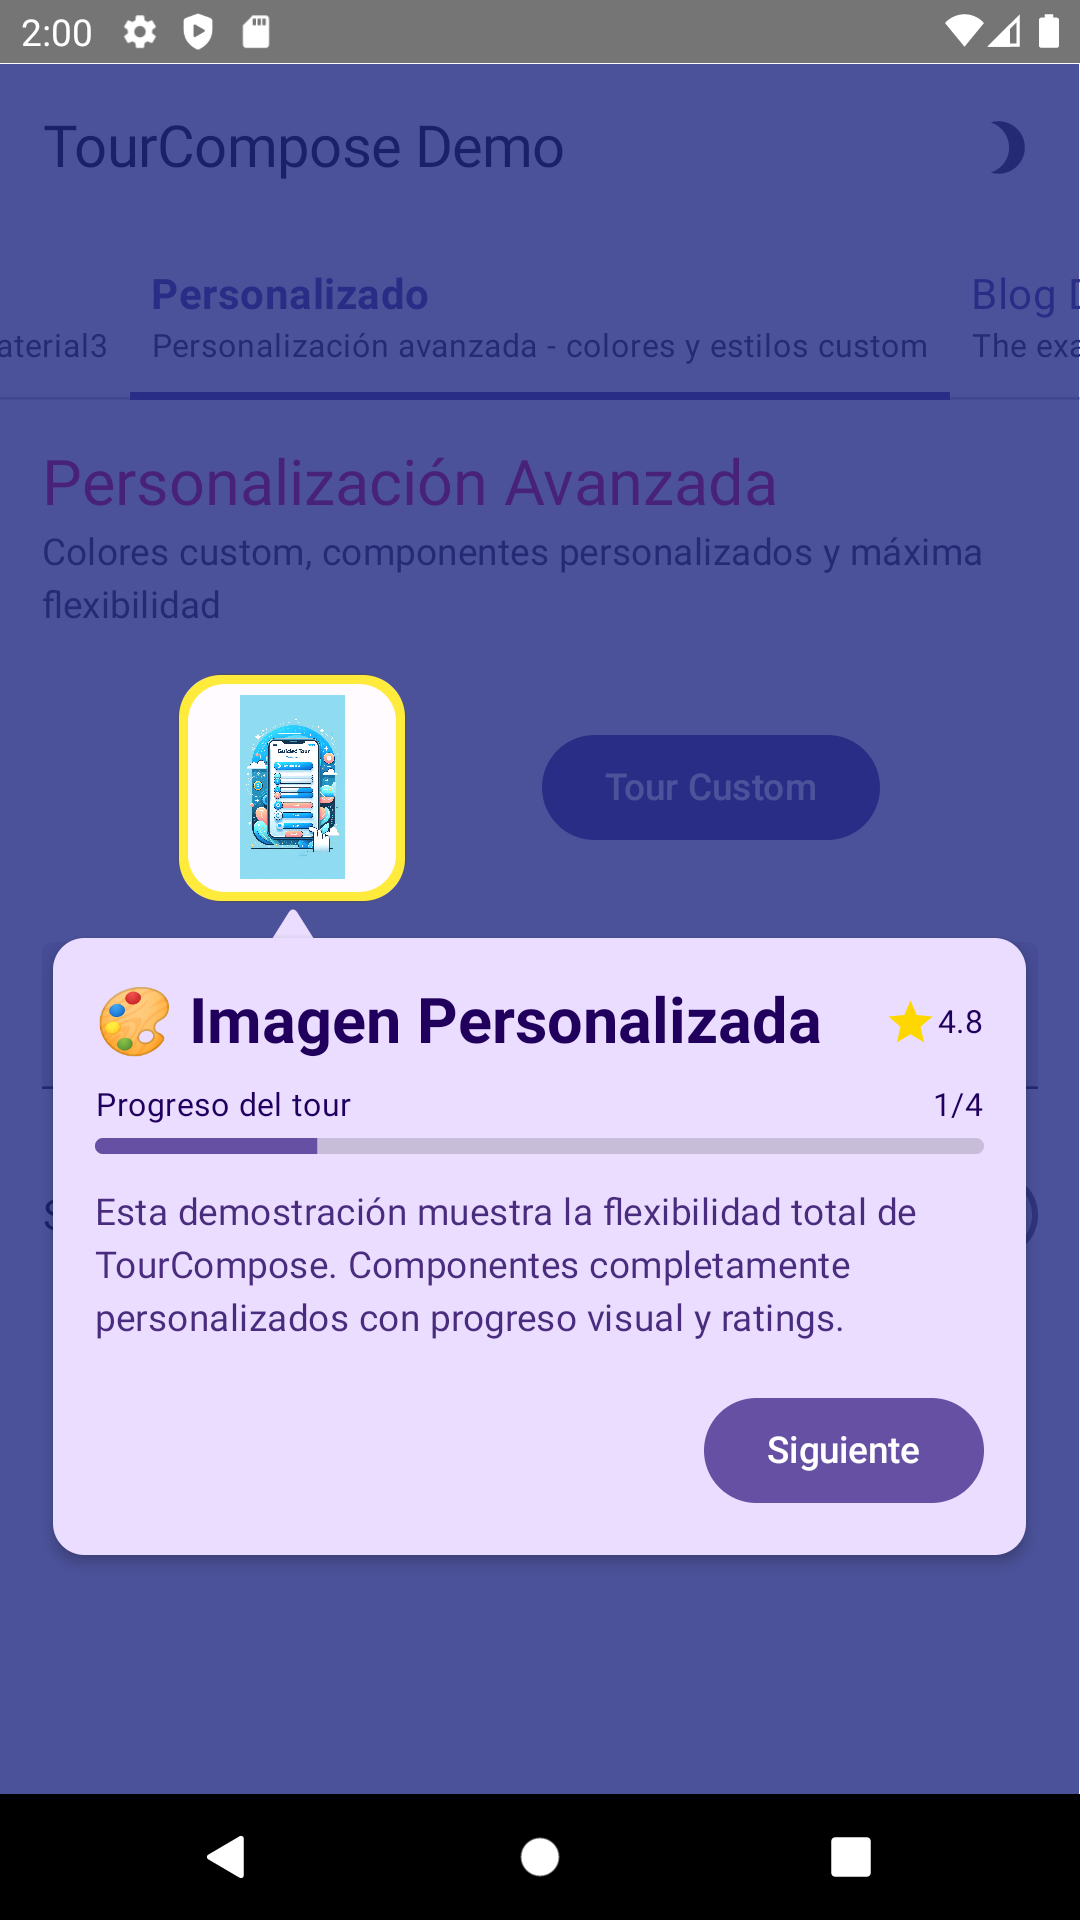 2:00
TourCompose Demo
Personalizado
Blog D
aterial3
Personalización avanzada - colores y estilos custom
The exa
Personalización Avanzada
Colores custom, componentes personalizados y máxima
flexibilidad
Guided Tour
Tour Custom
🎨 Imagen Personalizada
4.8
Progreso del tour
1/4
Esta demostración muestra la flexibilidad total de
TourCompose. Componentes completamente
personalizados con progreso visual y ratings.
Siguiente